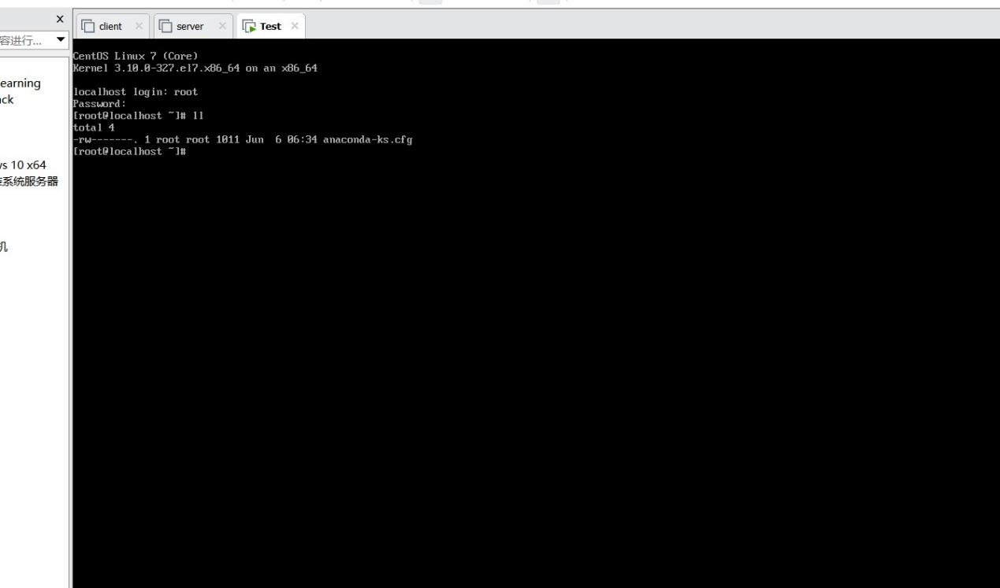 client
server
Test
容进行...
earning
ack
ws 10 x64
系统服务器
机
CentOS Linux 7 (Core)
Kernel 3.10.0-327.el7.x86_64 on an x86_64
localhost login: root
Password:
[root@localhost ~]# ll
total 4
-rw-------. 1 root root 1011 Jun  6 06:34 anaconda-ks.cfg
[root@localhost ~]#